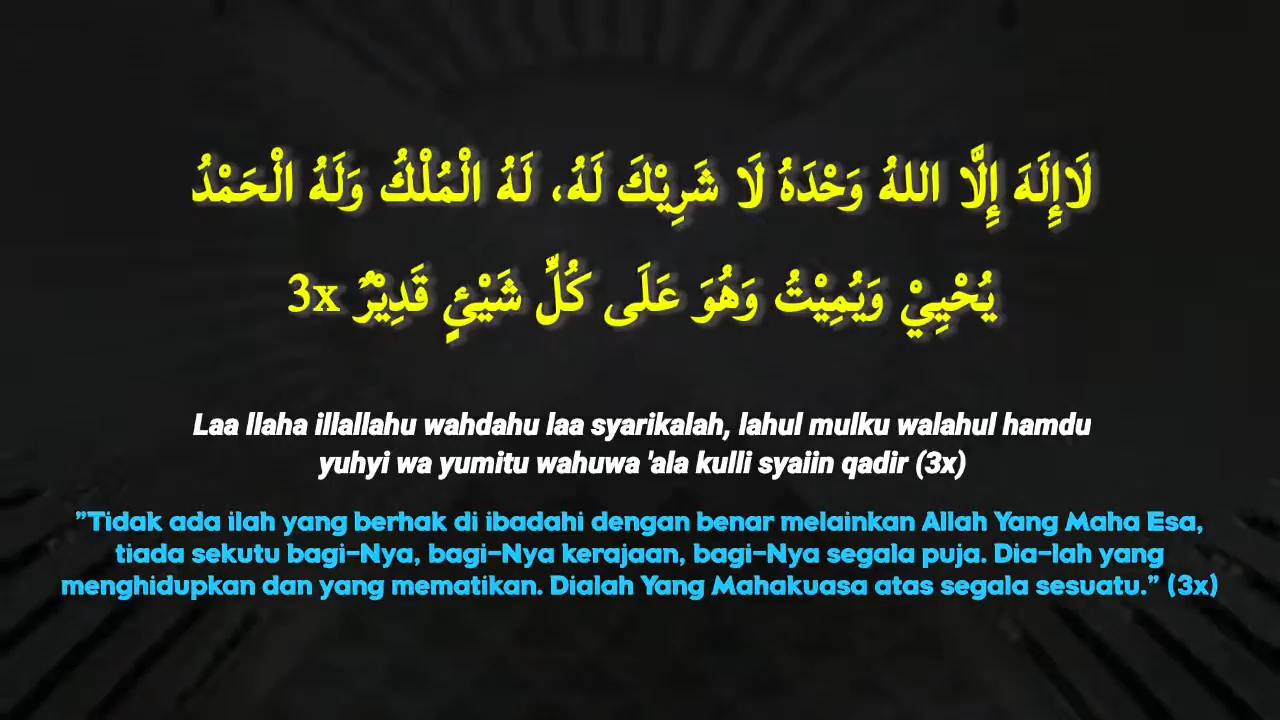 لَاإِلَهَ إِلَّا اللهُ وَحْدَهُ لَا شَرِيْكَ لَهُ، لَهُ الْمُلْكُ وَلَهُ الْحَمْدُ
يُحْيِيْ وَيُمِيْتُ وَهُوَ عَلَى كُلِّ شَيْئٍ قَدِيْرٌ 3x
Laa llaha illallahu wahdahu laa syarikalah, lahul mulku walahul hamdu
yuhyi wa yumitu wahuwa 'ala kulli syaiin qadir (3x)
"Tidak ada ilah yang berhak di ibadahi dengan benar melainkan Allah Yang Maha Esa,
tiada sekutu bagi-Nya, bagi-Nya kerajaan, bagi-Nya segala puja. Dia-lah yang
menghidupkan dan yang mematikan. Dialah Yang Mahakuasa atas segala sesuatu." (3x)